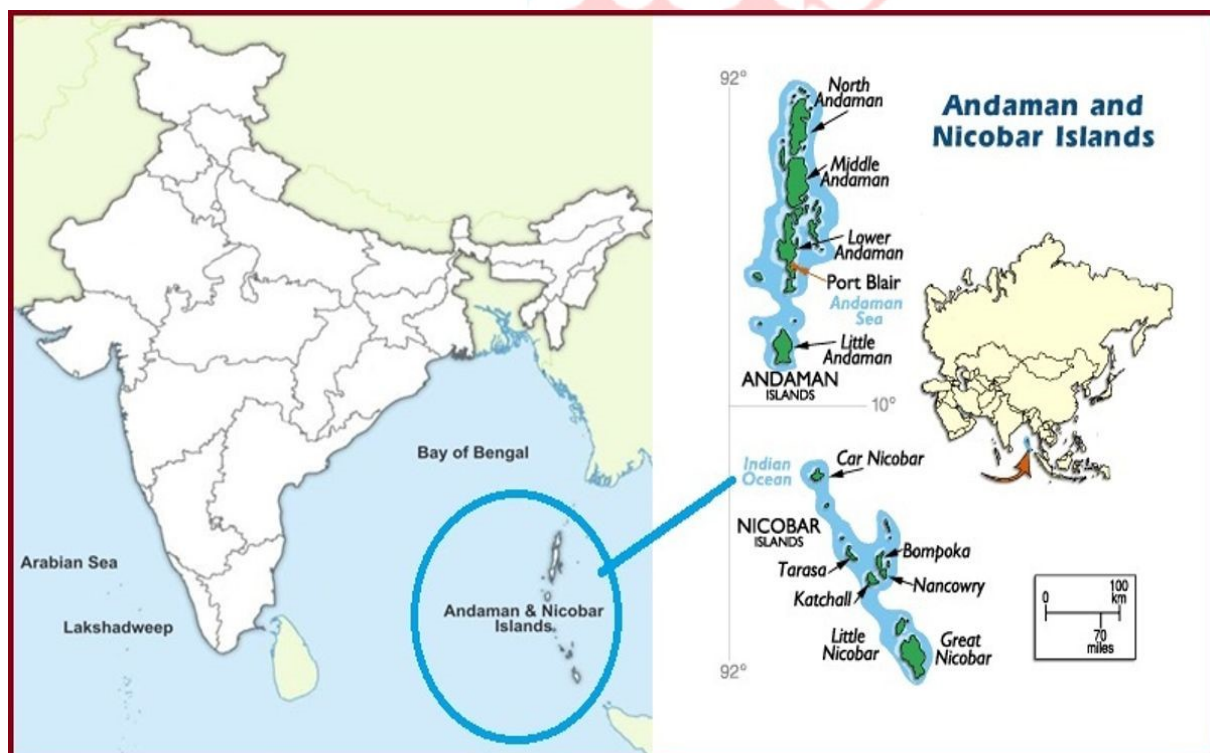 Bay of Bengal
Arabian Sea
Lakshadweep
Andaman & Nicobar
Islands
Andaman and
Nicobar Islands
92°
North
Andaman
Middle
Andaman
Lower
Andaman
Port Blair
Andaman
Sea
Little
Andaman
ANDAMAN
ISLANDS
10°
Indian
Ocean
Car Nicobar
NICOBAR
ISLANDS
Bompoka
Tarasa
Nancowry
Katchall
Little
Nicobar
Great
Nicobar
92°
0
100
km
70
miles